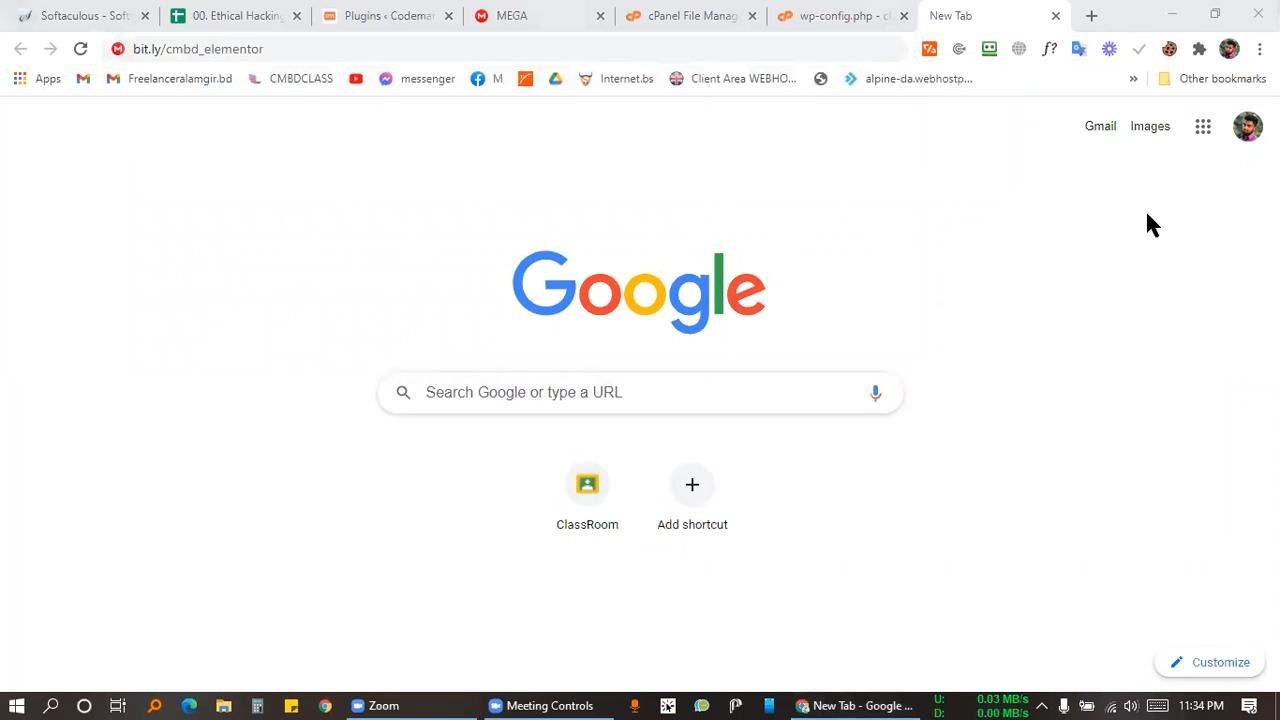 Softaculous - Soft
00. Ethical Hacking
Plugins ‹ Codemar
MEGA
cPanel File Manag
wp-config.php - cP
New Tab
bit.ly/cmbd_elementor
f?
Apps
Freelanceralamgir.bd
CMBDCLASS
messenger
M
Internet.bs
Client Area WEBHO...
alpine-da.webhostp...
»
Other bookmarks
Gmail
Images
Google
Search Google or type a URL
ClassRoom
Add shortcut
Customize
Zoom
Meeting Controls
New Tab - Google ...
U: 0.03 MB/s
D: 0.00 MB/s
11:34 PM